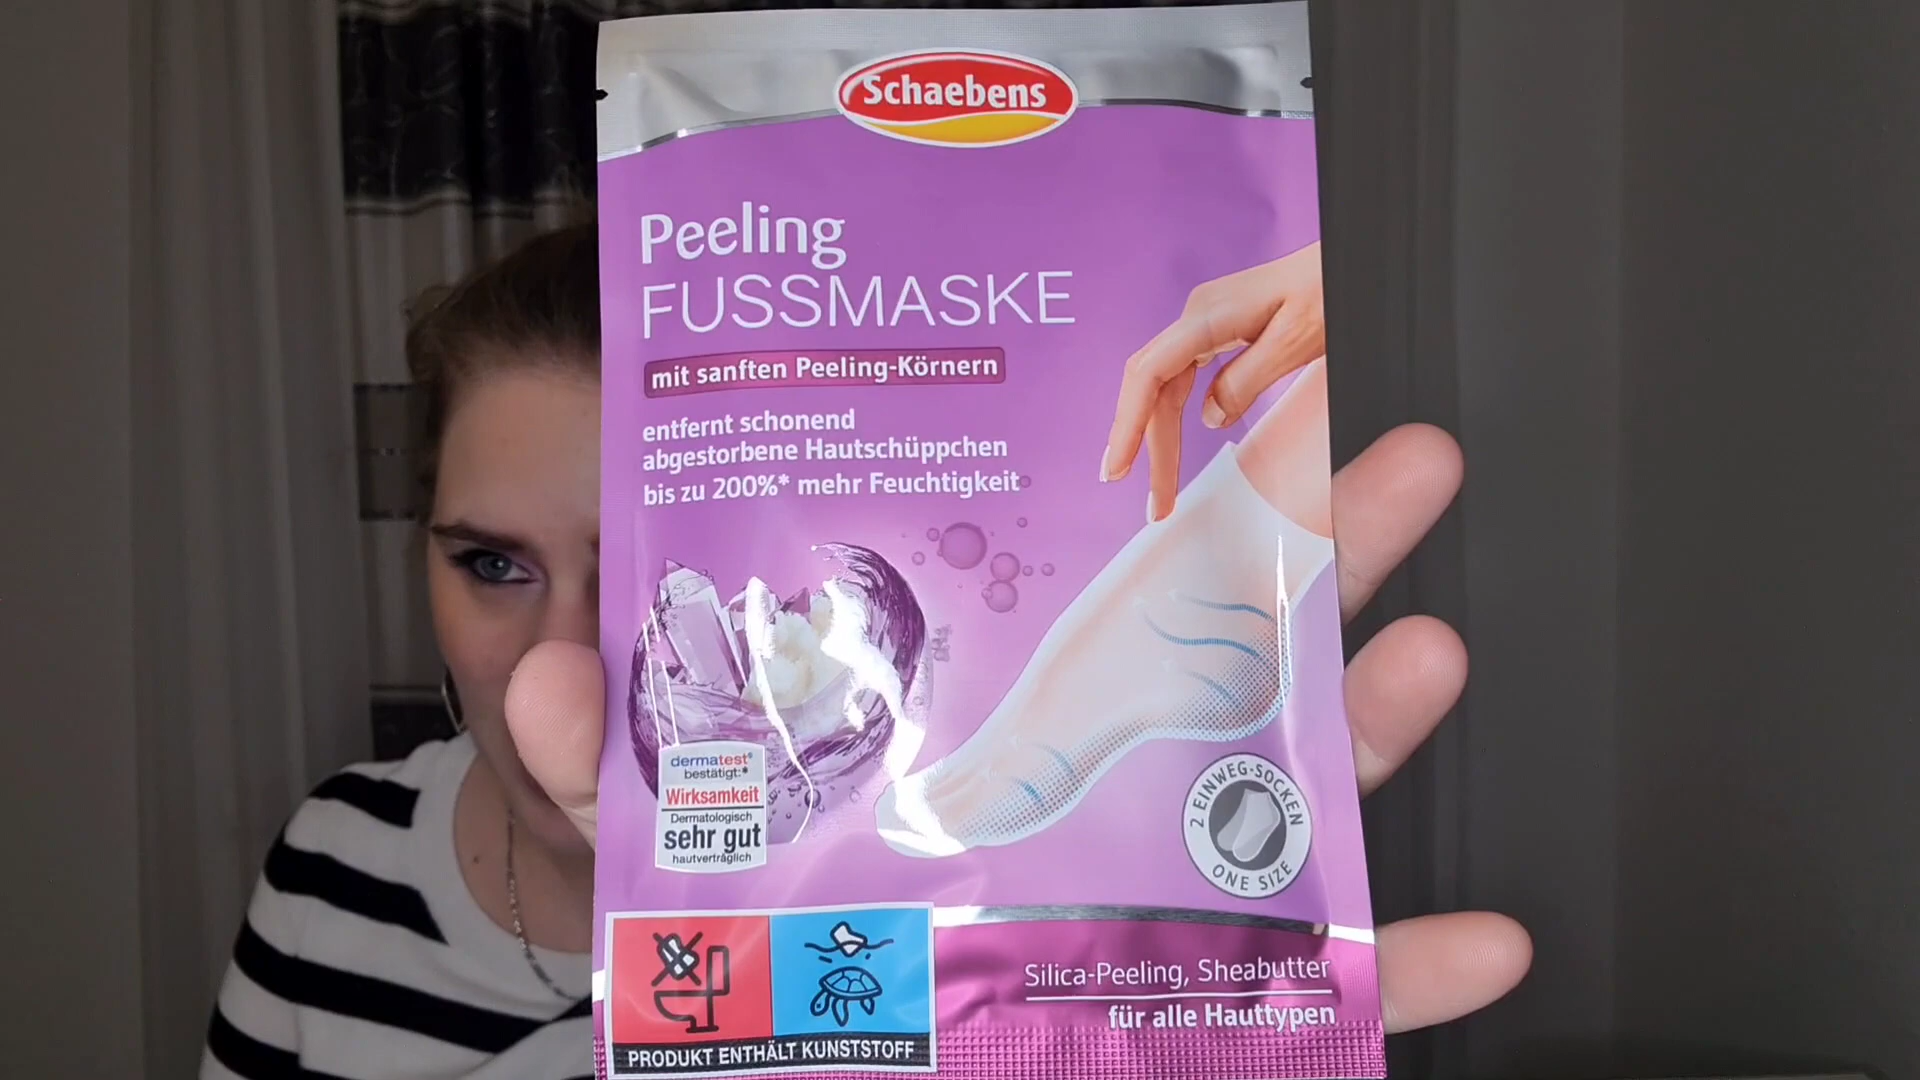 Schaebens
Peeling
FUSSMASKE
mit sanften Peeling-Körnern
entfernt schonend
abgestorbene Hautschüppchen
bis zu 200%* mehr Feuchtigkeit
dermatest®
bestätigt:*
Wirksamkeit
Dermatologisch
sehr gut
hautverträglich
2 EINWEG-SOCKEN
ONE SIZE
Silica-Peeling, Sheabutter
für alle Hauttypen
PRODUKT ENTHÄLT KUNSTSTOFF